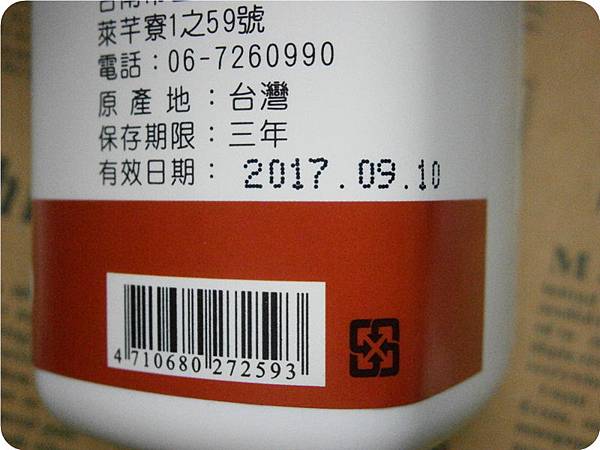 萊芊寮1之59號
電話：06-7260990
原產地：台灣
保存期限：三年
有效日期：2017.09.10
4 710680 272593